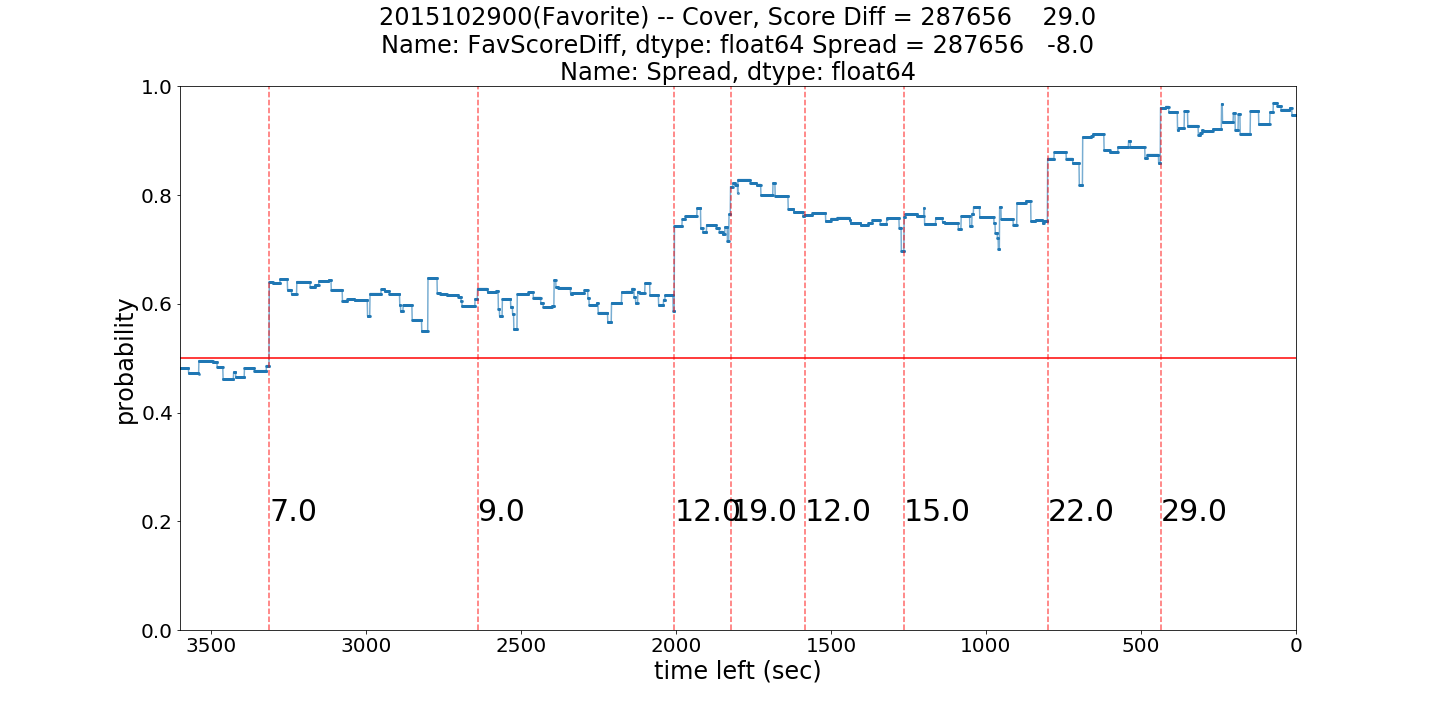 2015102900(Favorite) -- Cover, Score Diff = 287656    29.0
Name: FavScoreDiff, dtype: float64 Spread = 287656   -8.0
Name: Spread, dtype: float64
1.0
0.8
0.6
0.4
0.2
0.0
probability
7.0 9.0 12.0 19.0 12.0 15.0 22.0 29.0
3500 3000 2500 2000 1500 1000 500 0
time left (sec)